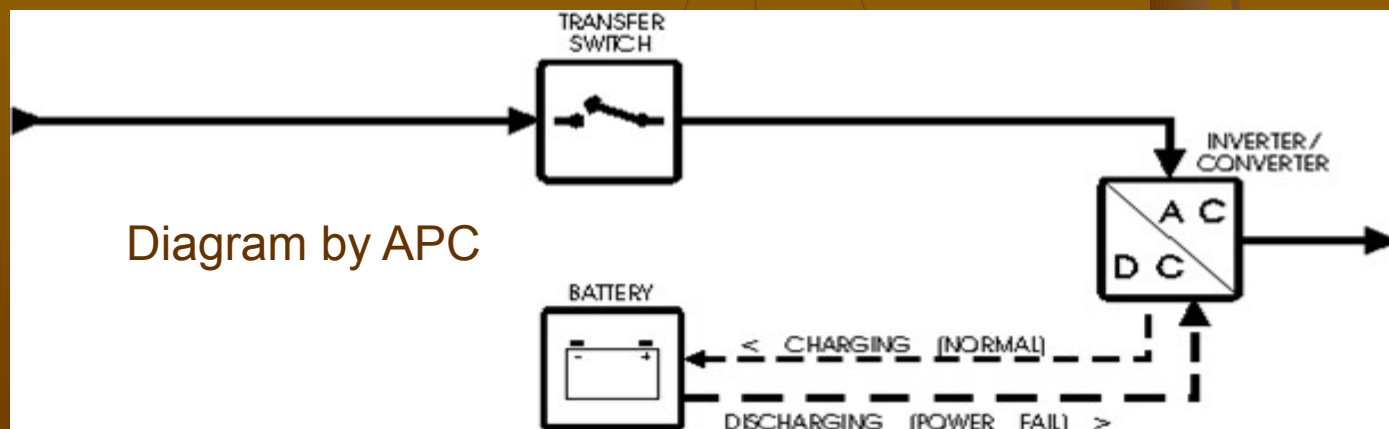 TRANSFER
SWITCH
INVERTER/
CONVERTER
A C
D C
Diagram by APC
BATTERY
- +
< CHARGING (NORMAL)
DISCHARGING (POWER FAIL) >